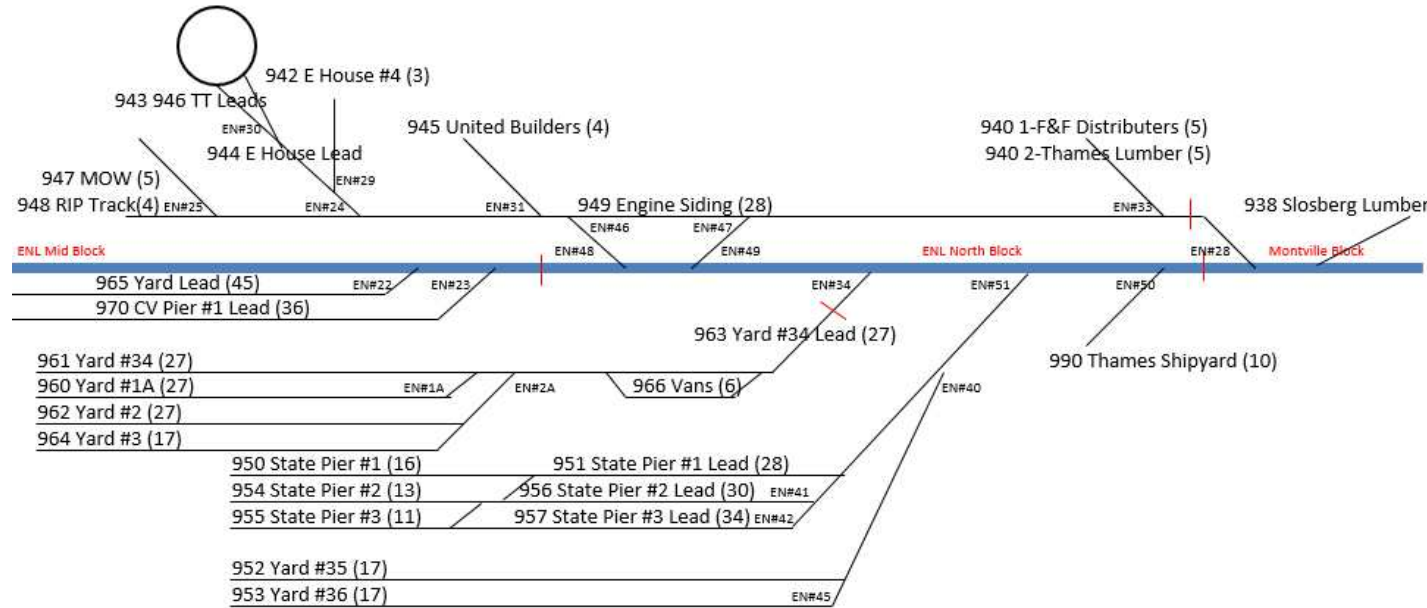 942 E House #4 (3)
943 946 TT Leads
EN#30
945 United Builders (4)
940 1-F&F Distributers (5)
944 E House Lead
940 2-Thames Lumber (5)
947 MOW (5)
EN#29
948 RIP Track(4)
EN#25
EN#24
EN#31
949 Engine Siding (28)
EN#33
938 Slosberg Lumber
EN#46
EN#47
ENL Mid Block
EN#48
EN#49
ENL North Block
EN#28
Montville Block
965 Yard Lead (45)
EN#22
EN#23
EN#34
EN#51
EN#50
970 CV Pier #1 Lead (36)
963 Yard #34 Lead (27)
961 Yard #34 (27)
990 Thames Shipyard (10)
960 Yard #1A (27)
EN#1A
EN#2A
966 Vans (6)
EN#40
962 Yard #2 (27)
964 Yard #3 (17)
950 State Pier #1 (16)
951 State Pier #1 Lead (28)
954 State Pier #2 (13)
956 State Pier #2 Lead (30)
EN#41
955 State Pier #3 (11)
957 State Pier #3 Lead (34)
EN#42
952 Yard #35 (17)
953 Yard #36 (17)
EN#45